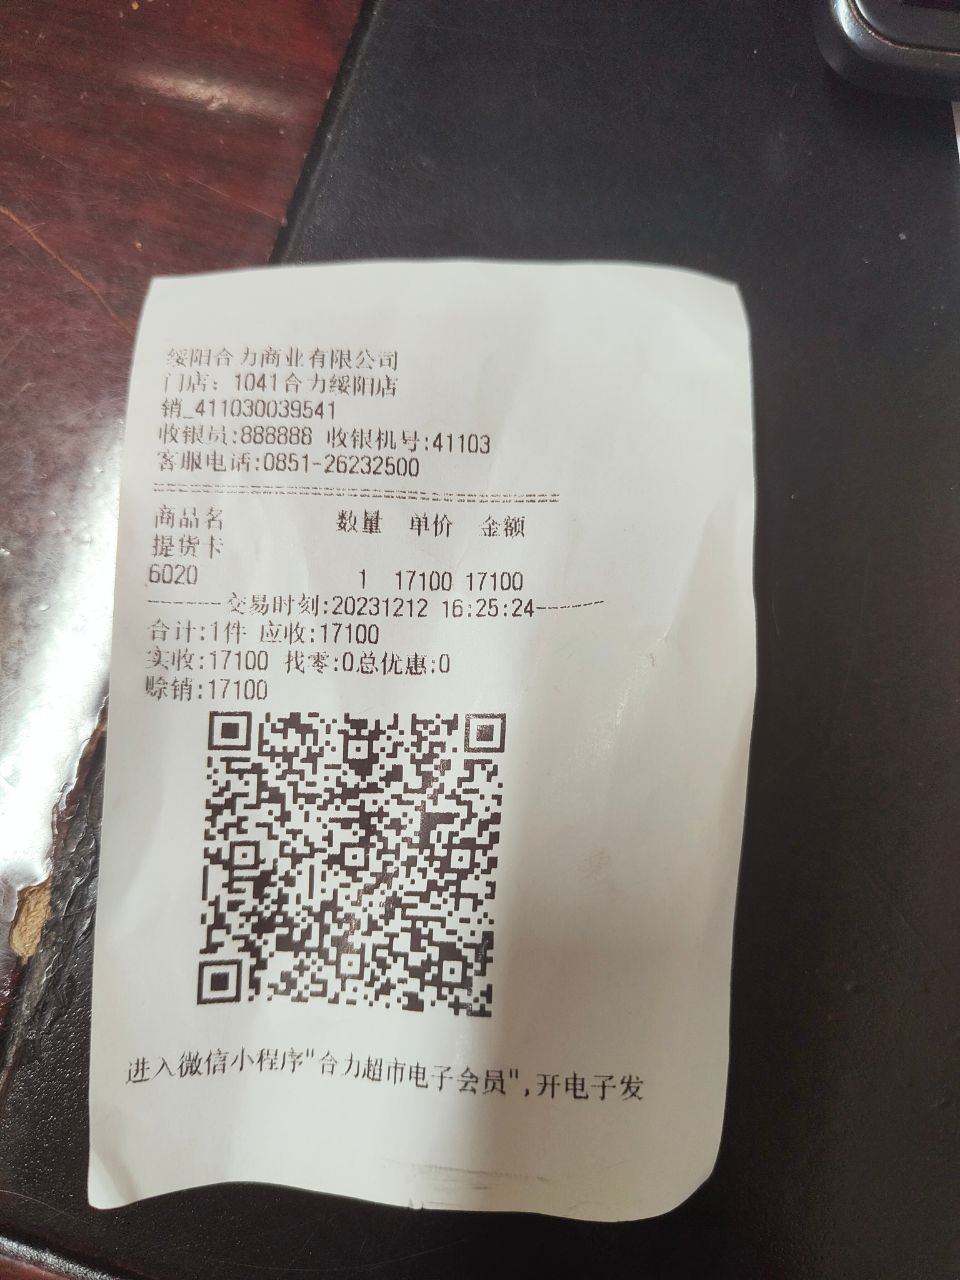 绥阳合力商业有限公司
门店：1041合力绥阳店
销_411030039541
收银员:888888 收银机号:41103
客服电话:0851-26232500
商品名 数量 单价 金额
提货卡
6020 1 17100 17100
-------交易时刻:20231212 16:25:24-------
合计:1件 应收:17100
实收:17100 找零:0总优惠:0
赊销:17100
进入微信小程序"合力超市电子会员",开电子发